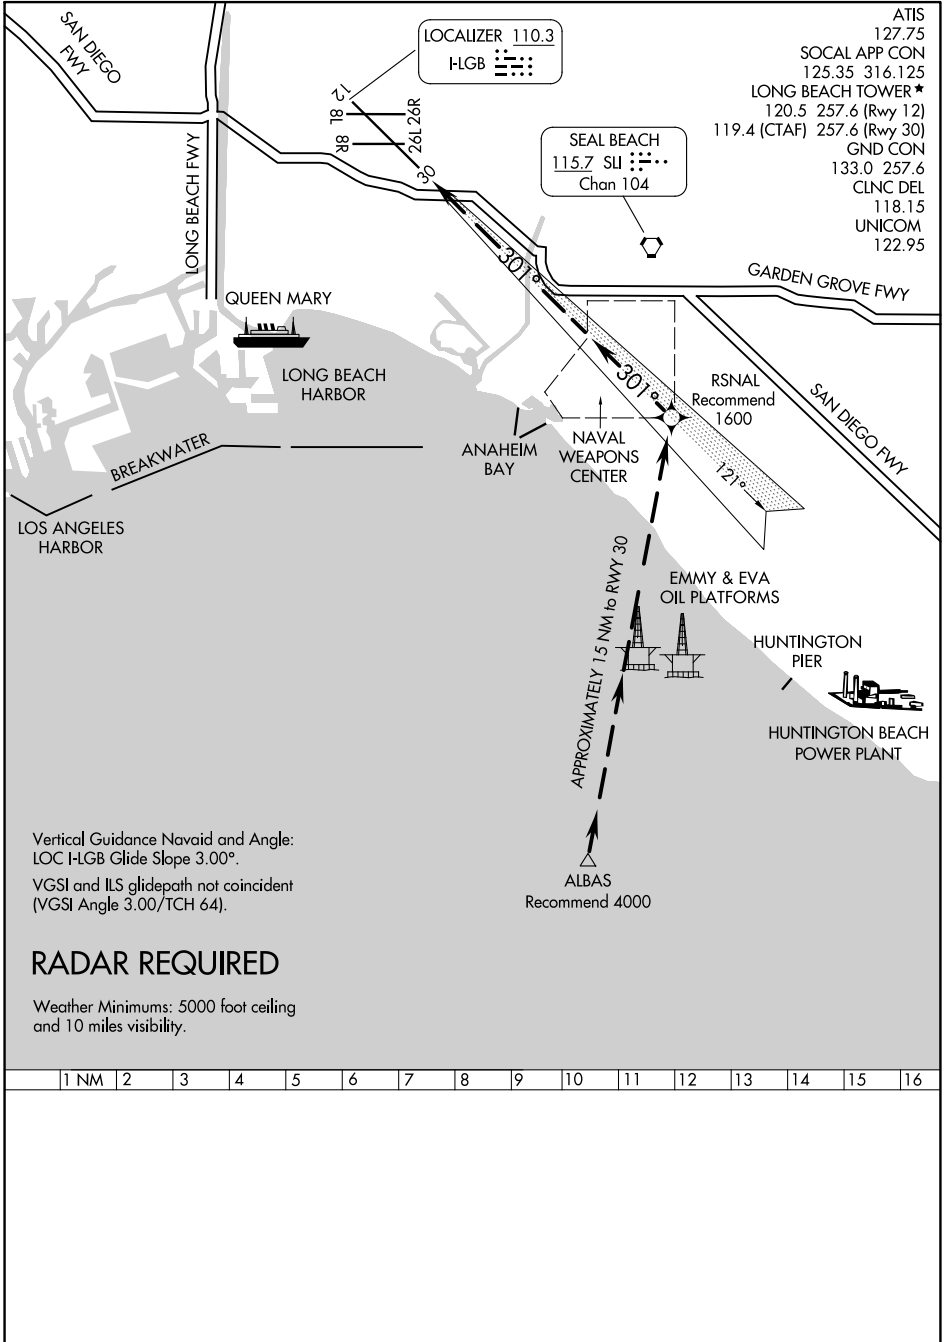 ATIS
127.75
SOCAL APP CON
125.35 316.125
LONG BEACH TOWER★
120.5 257.6 (Rwy 12)
119.4 (CTAF) 257.6 (Rwy 30)
GND CON
133.0 257.6
CLNC DEL
118.15
UNICOM
122.95
SAN DIEGO
FWY
LOCALIZER 110.3
I-LGB
12
8L
26R
8R
26L
30
SEAL BEACH
115.7 SLI
Chan 104
LONG BEACH FWY
301°
GARDEN GROVE FWY
QUEEN MARY
LONG BEACH
HARBOR
301°
RSNAL
Recommend
1600
SAN DIEGO FWY
BREAKWATER
ANAHEIM
BAY
NAVAL
WEAPONS
CENTER
121°
LOS ANGELES
HARBOR
APPROXIMATELY 15 NM to RWY 30
EMMY & EVA
OIL PLATFORMS
HUNTINGTON
PIER
HUNTINGTON BEACH
POWER PLANT
Vertical Guidance Navaid and Angle:
LOC I-LGB Glide Slope 3.00°.
VGSI and ILS glidepath not coincident
(VGSI Angle 3.00/TCH 64).
ALBAS
Recommend 4000
RADAR REQUIRED
Weather Minimums: 5000 foot ceiling
and 10 miles visibility.
1 NM 2 3 4 5 6 7 8 9 10 11 12 13 14 15 16